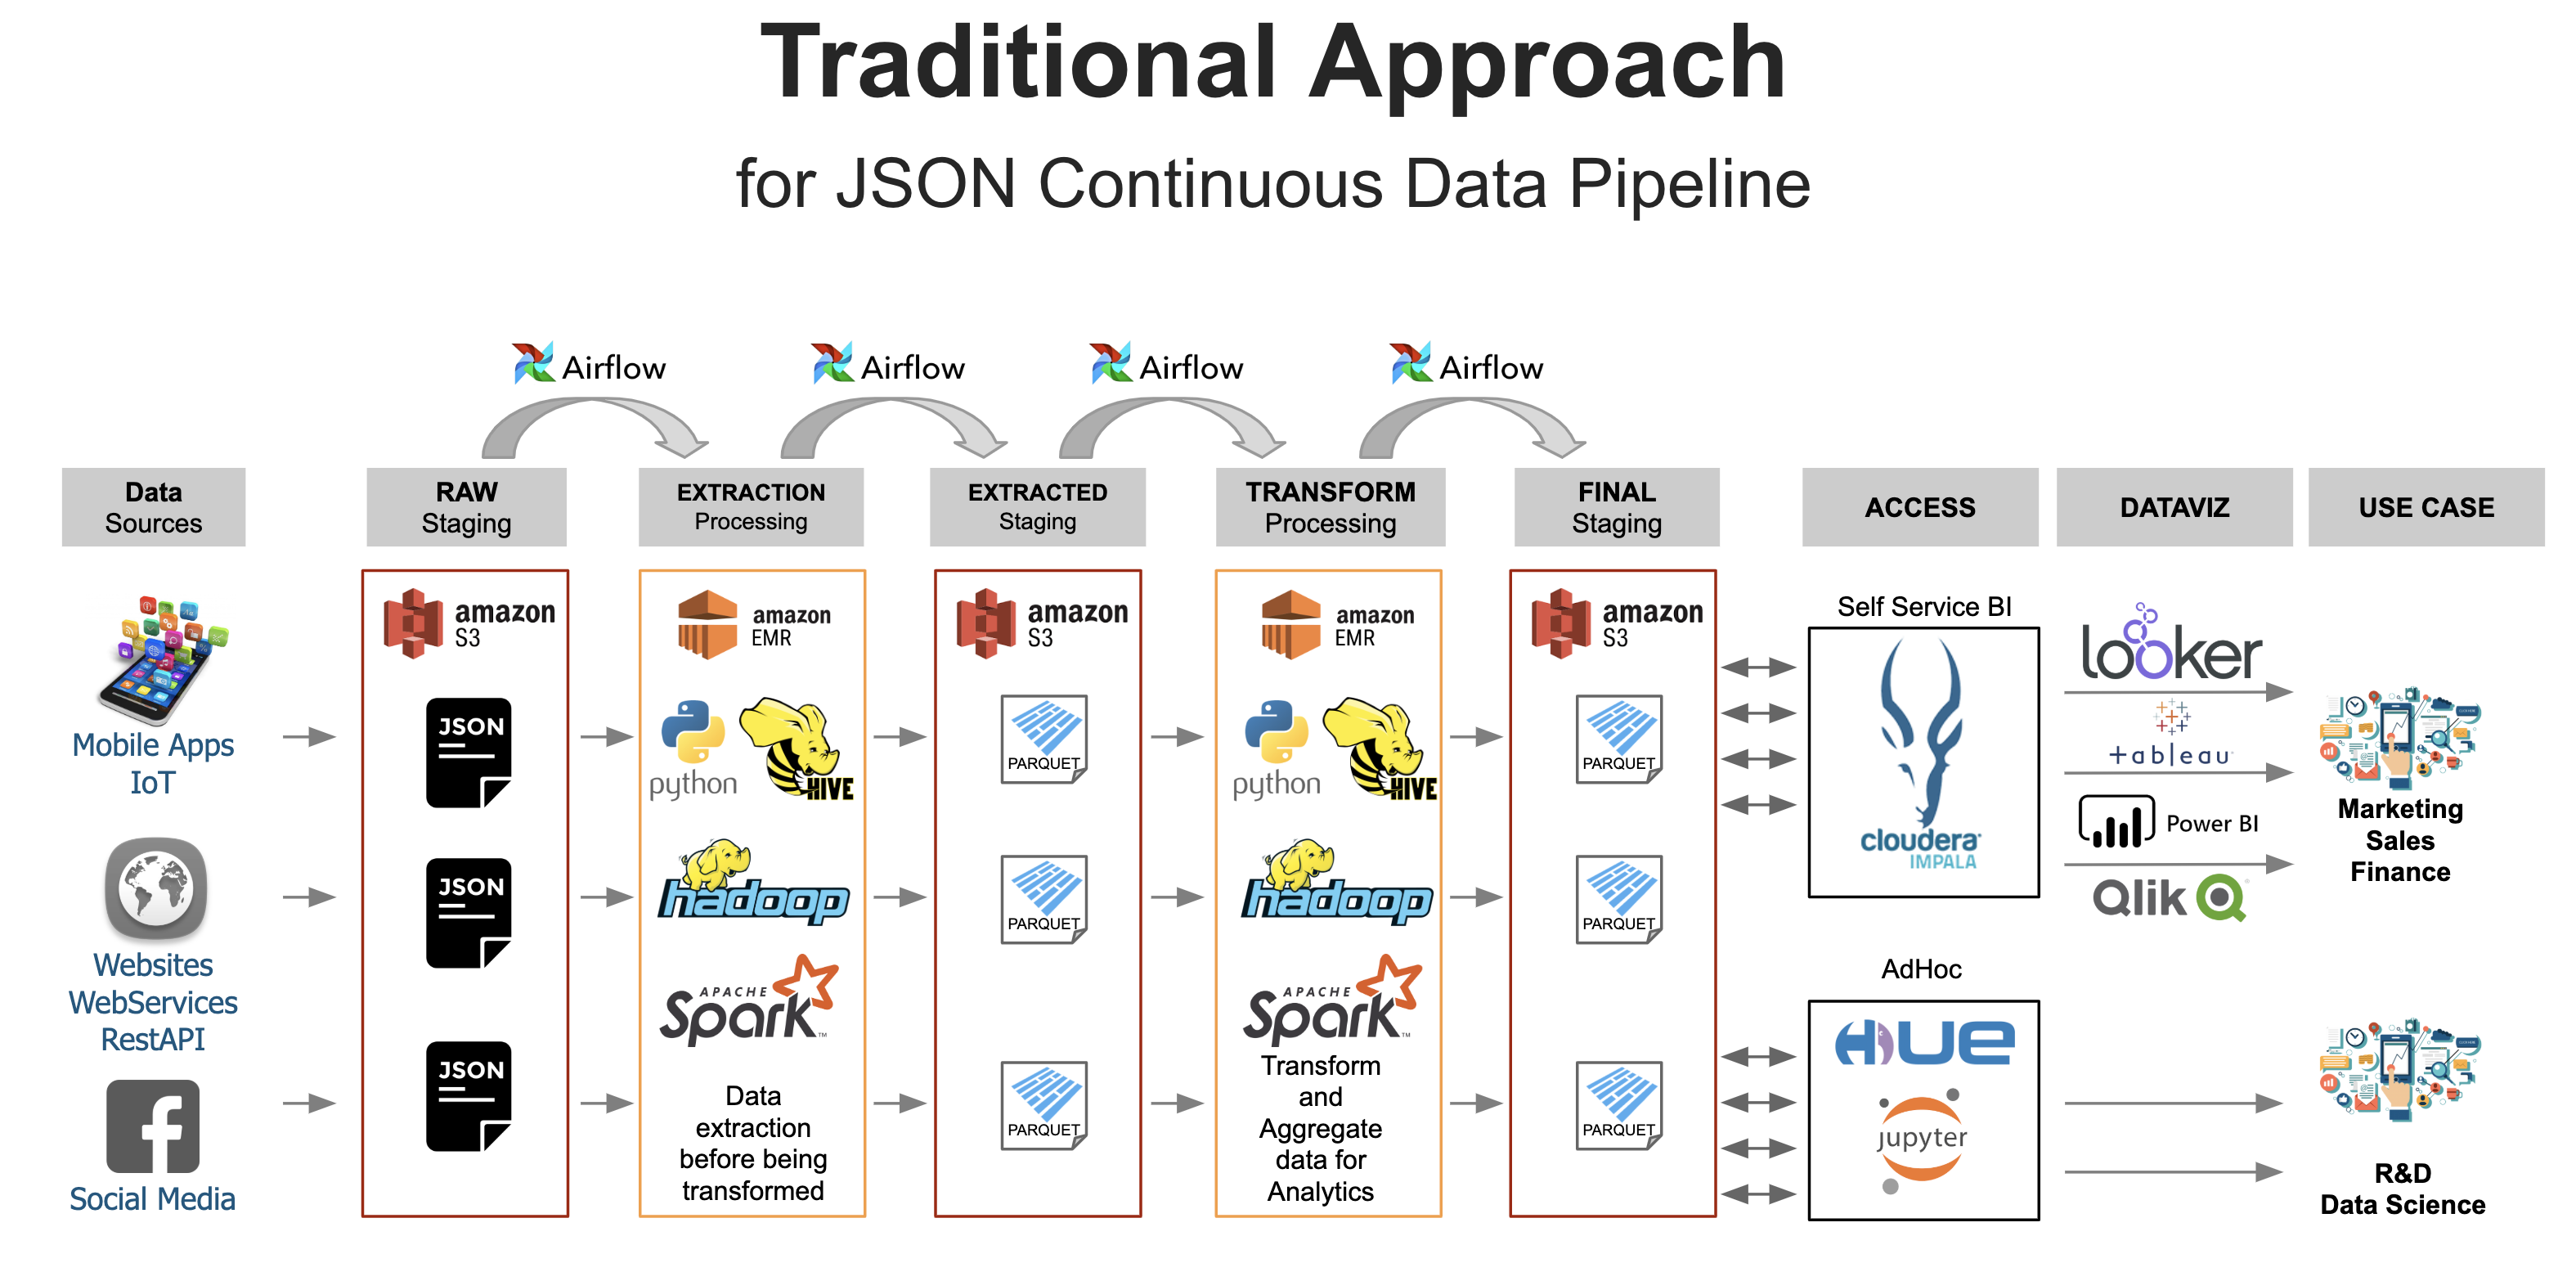 Traditional Approach
for JSON Continuous Data Pipeline
Airflow
Airflow
Airflow
Airflow
Data
Sources
RAW
Staging
EXTRACTION
Processing
EXTRACTED
Staging
TRANSFORM
Processing
FINAL
Staging
ACCESS
DATAVIZ
USE CASE
Mobile Apps
IoT
Websites
WebServices
RestAPI
Social Media
amazon
S3
JSON
JSON
JSON
amazon
EMR
python
HIVE
hadoop
APACHE
Spark™
Data
extraction
before being
transformed
amazon
S3
PARQUET
PARQUET
PARQUET
amazon
EMR
python
HIVE
hadoop
APACHE
Spark™
Transform
and
Aggregate
data for
Analytics
amazon
S3
PARQUET
PARQUET
PARQUET
Self Service BI
cloudera
IMPALA
AdHoc
HUE
jupyter
looker
+ableau
Power BI
Qlik
Marketing
Sales
Finance
R&D
Data Science